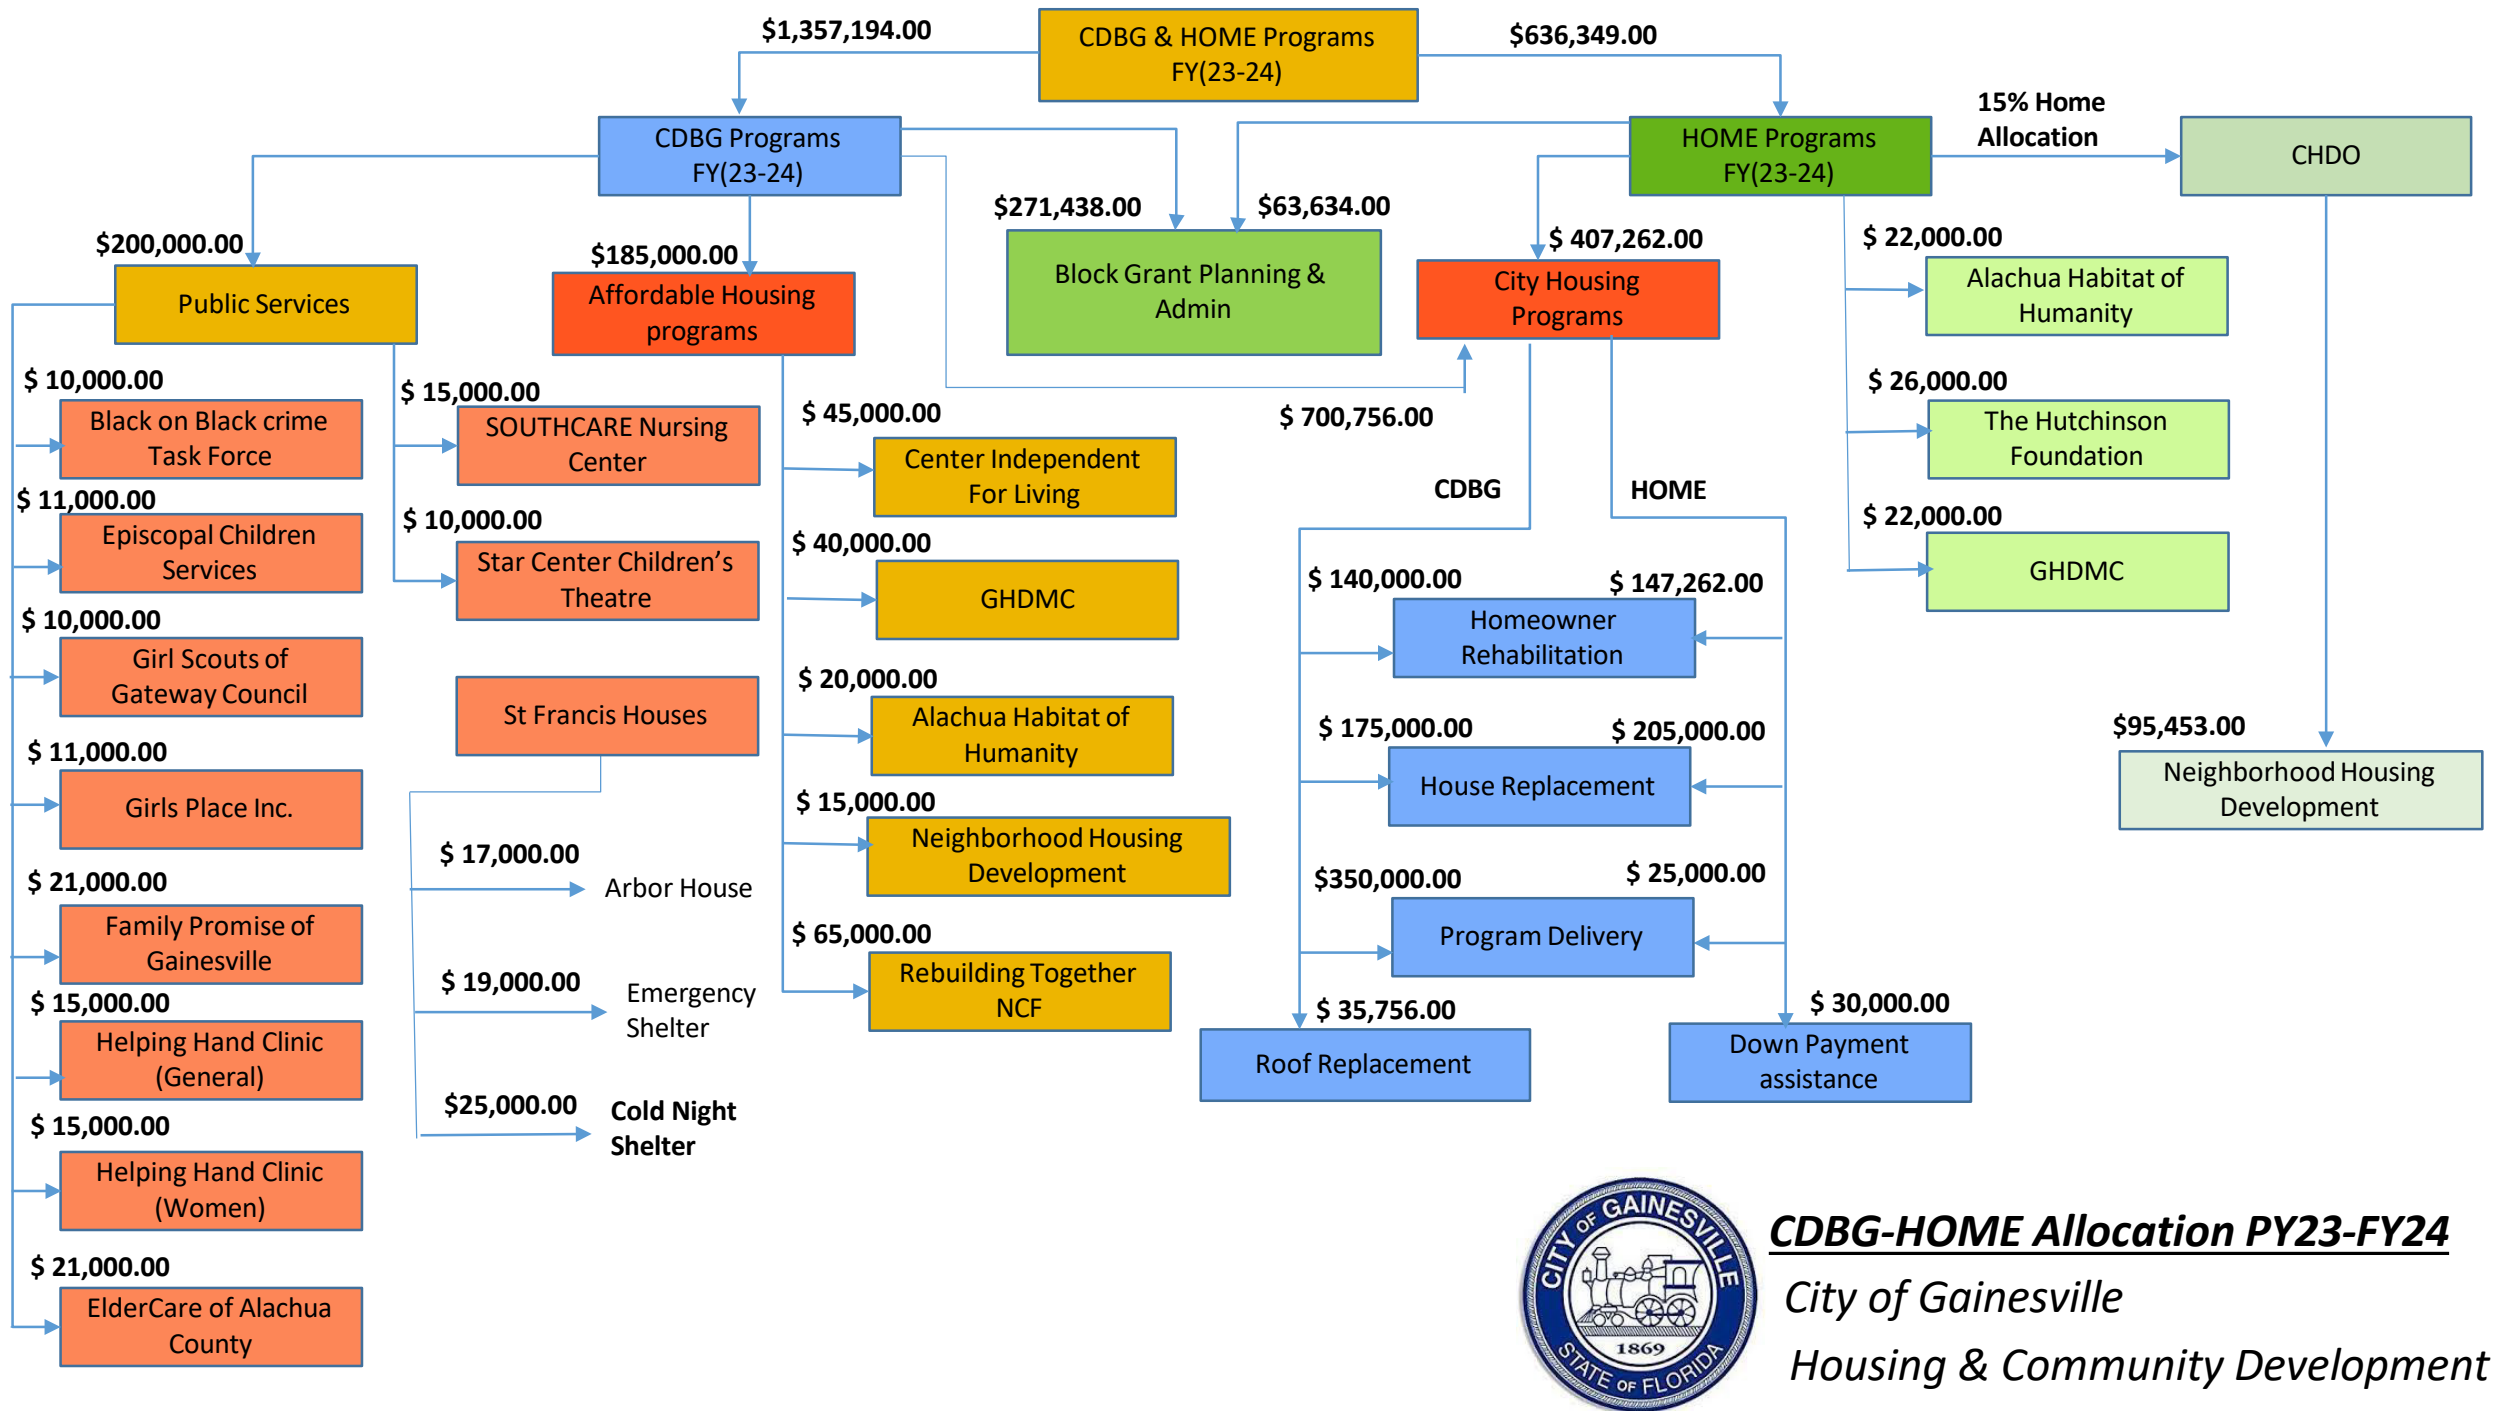 $1,357,194.00
CDBG & HOME Programs
FY(23-24)
$636,349.00
CDBG Programs
FY(23-24)
HOME Programs
FY(23-24)
15% Home
Allocation
CHDO
$200,000.00
Public Services
$185,000.00
Affordable Housing
programs
$271,438.00
$63,634.00
Block Grant Planning &
Admin
$ 407,262.00
City Housing
Programs
$ 700,756.00
$ 22,000.00
Alachua Habitat of
Humanity
$ 26,000.00
The Hutchinson
Foundation
$ 22,000.00
GHDMC
$95,453.00
Neighborhood Housing
Development
$ 10,000.00
Black on Black crime
Task Force
$ 11,000.00
Episcopal Children
Services
$ 10,000.00
Girl Scouts of
Gateway Council
$ 11,000.00
Girls Place Inc.
$ 21,000.00
Family Promise of
Gainesville
$ 15,000.00
Helping Hand Clinic
(General)
$ 15,000.00
Helping Hand Clinic
(Women)
$ 21,000.00
ElderCare of Alachua
County
$ 15,000.00
SOUTHCARE Nursing
Center
$ 10,000.00
Star Center Children’s
Theatre
St Francis Houses
$ 17,000.00
Arbor House
$ 19,000.00
Emergency
Shelter
$25,000.00
Cold Night
Shelter
$ 45,000.00
Center Independent
For Living
$ 40,000.00
GHDMC
$ 20,000.00
Alachua Habitat of
Humanity
$ 15,000.00
Neighborhood Housing
Development
$ 65,000.00
Rebuilding Together
NCF
CDBG
HOME
$ 140,000.00
$ 147,262.00
Homeowner
Rehabilitation
$ 175,000.00
$ 205,000.00
House Replacement
$350,000.00
$ 25,000.00
Program Delivery
$ 35,756.00
Roof Replacement
$ 30,000.00
Down Payment
assistance
CITY OF GAINESVILLE
1869
STATE OF FLORIDA
CDBG-HOME Allocation PY23-FY24
City of Gainesville
Housing & Community Development